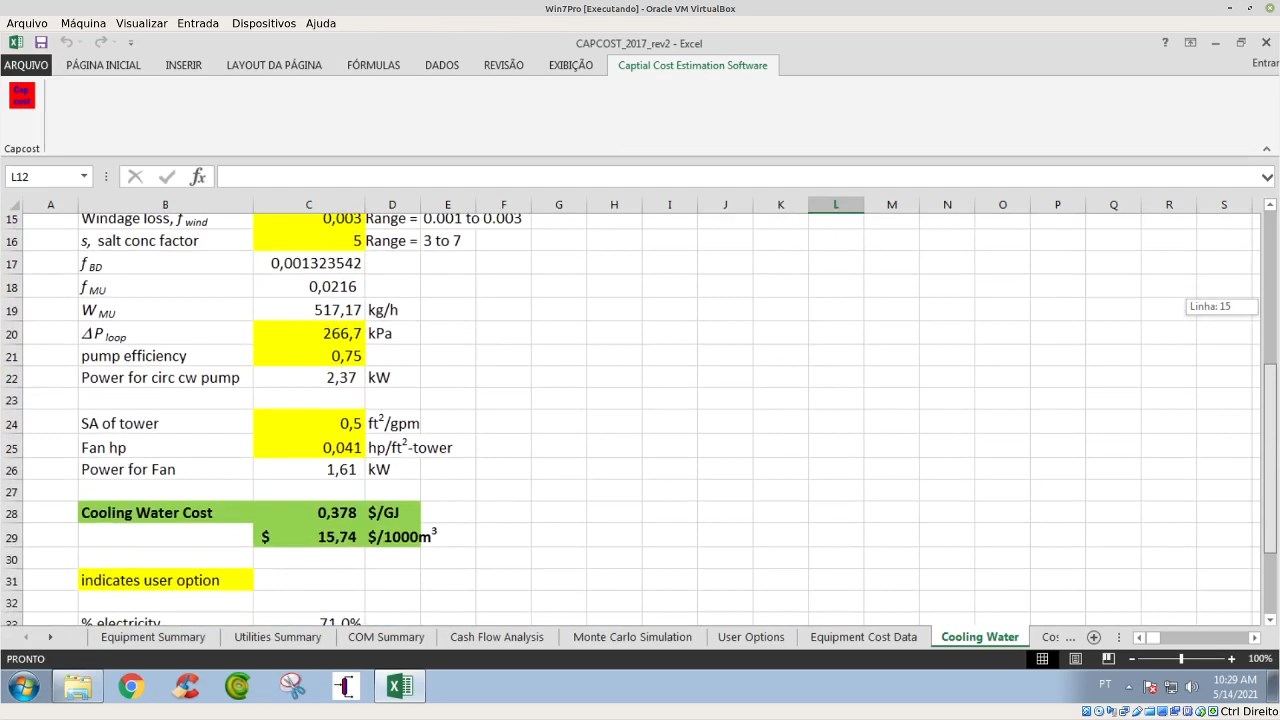 Win7Pro [Executando] - Oracle VM VirtualBox
Arquivo Máquina Visualizar Entrada Dispositivos Ajuda
CAPCOST_2017_rev2 - Excel
ARQUIVO PÁGINA INICIAL INSERIR LAYOUT DA PÁGINA FÓRMULAS DADOS REVISÃO EXIBIÇÃO Captial Cost Estimation Software Entrar
Cap cost
Capcost
L12 fx
A B C D E F G H I J K L M N O P Q R S
15 Windage loss, f wind 0,003 Range = 0.001 to 0.003
16 s, salt conc factor 5 Range = 3 to 7
17 f BD 0,001323542
18 f MU 0,0216
19 W MU 517,17 kg/h
Linha: 15
20 ΔP loop 266,7 kPa
21 pump efficiency 0,75
22 Power for circ cw pump 2,37 kW
23
24 SA of tower 0,5 ft2/gpm
25 Fan hp 0,041 hp/ft2-tower
26 Power for Fan 1,61 kW
27
28 Cooling Water Cost 0,378 $/GJ
29 $ 15,74 $/1000m3
30
31 indicates user option
32
33 % electricity 71,0%
Equipment Summary Utilities Summary COM Summary Cash Flow Analysis Monte Carlo Simulation User Options Equipment Cost Data Cooling Water Co: ...
PRONTO 100%
PT 10:29 AM
5/14/2021
Ctrl Direito